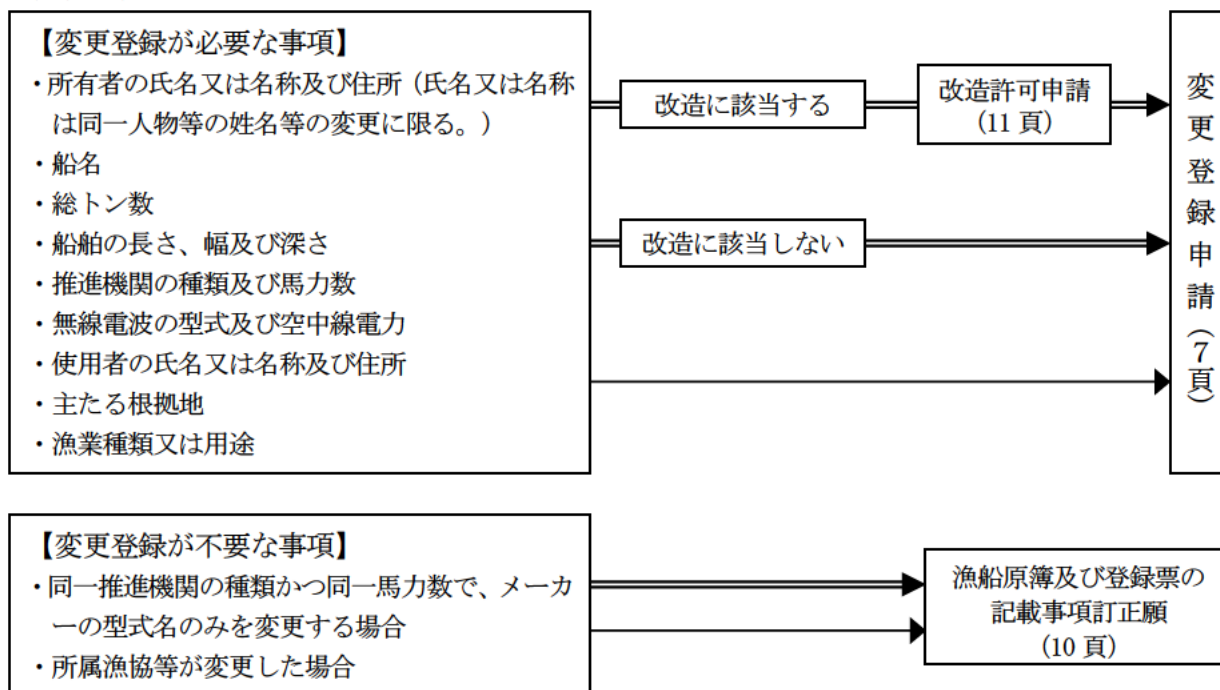 【変更登録が必要な事項】
・所有者の氏名又は名称及び住所（氏名又は名称
は同一人物等の姓名等の変更に限る。）
・船名
・総トン数
・船舶の長さ、幅及び深さ
・推進機関の種類及び馬力数
・無線電波の型式及び空中線電力
・使用者の氏名又は名称及び住所
・主たる根拠地
・漁業種類又は用途
改造に該当する
改造許可申請
（11 頁）
改造に該当しない
変更登録申請（７頁）
【変更登録が不要な事項】
・同一推進機関の種類かつ同一馬力数で、メーカ
ーの型式名のみを変更する場合
・所属漁協等が変更した場合
漁船原簿及び登録票の
記載事項訂正願
（10 頁）